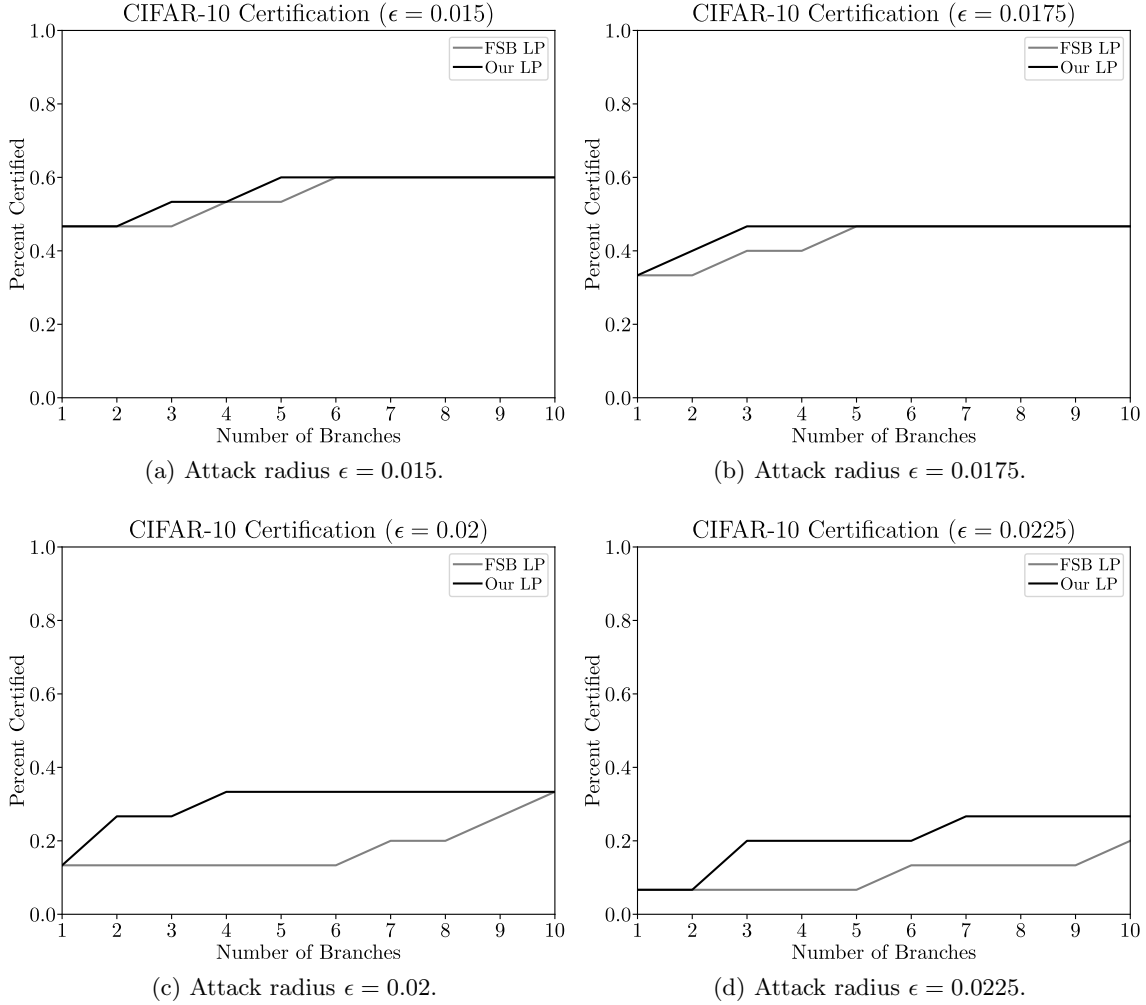 CIFAR-10 Certification (ϵ = 0.015)
1.0
0.8
0.6
0.4
0.2
0.0
Percent Certified
FSB LP
Our LP
1 2 3 4 5 6 7 8 9 10
Number of Branches
(a) Attack radius ϵ = 0.015.
CIFAR-10 Certification (ϵ = 0.0175)
1.0
0.8
0.6
0.4
0.2
0.0
Percent Certified
FSB LP
Our LP
1 2 3 4 5 6 7 8 9 10
Number of Branches
(b) Attack radius ϵ = 0.0175.
CIFAR-10 Certification (ϵ = 0.02)
1.0
0.8
0.6
0.4
0.2
0.0
Percent Certified
FSB LP
Our LP
1 2 3 4 5 6 7 8 9 10
Number of Branches
(c) Attack radius ϵ = 0.02.
CIFAR-10 Certification (ϵ = 0.0225)
1.0
0.8
0.6
0.4
0.2
0.0
Percent Certified
FSB LP
Our LP
1 2 3 4 5 6 7 8 9 10
Number of Branches
(d) Attack radius ϵ = 0.0225.